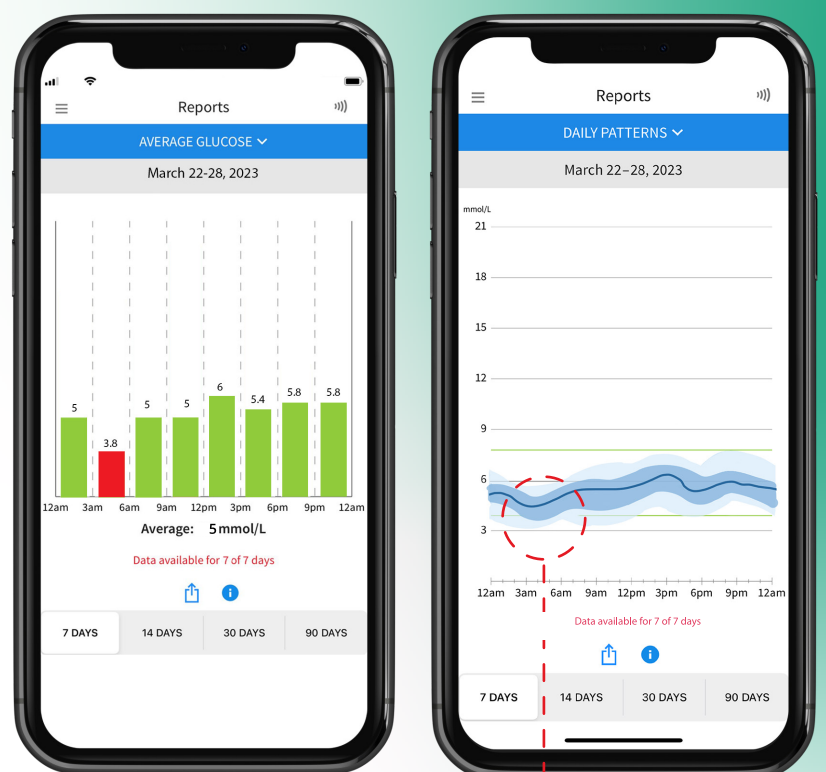 Reports
AVERAGE GLUCOSE
March 22-28, 2023
5
3.8
5
5
6
5.4
5.8
5.8
12am 3am 6am 9am 12pm 3pm 6pm 9pm 12am
Average: 5 mmol/L
Data available for 7 of 7 days
7 DAYS 14 DAYS 30 DAYS 90 DAYS
Reports
DAILY PATTERNS
March 22–28, 2023
mmol/L
21
18
15
12
9
6
3
12am 3am 6am 9am 12pm 3pm 6pm 9pm 12am
Data available for 7 of 7 days
7 DAYS 14 DAYS 30 DAYS 90 DAYS